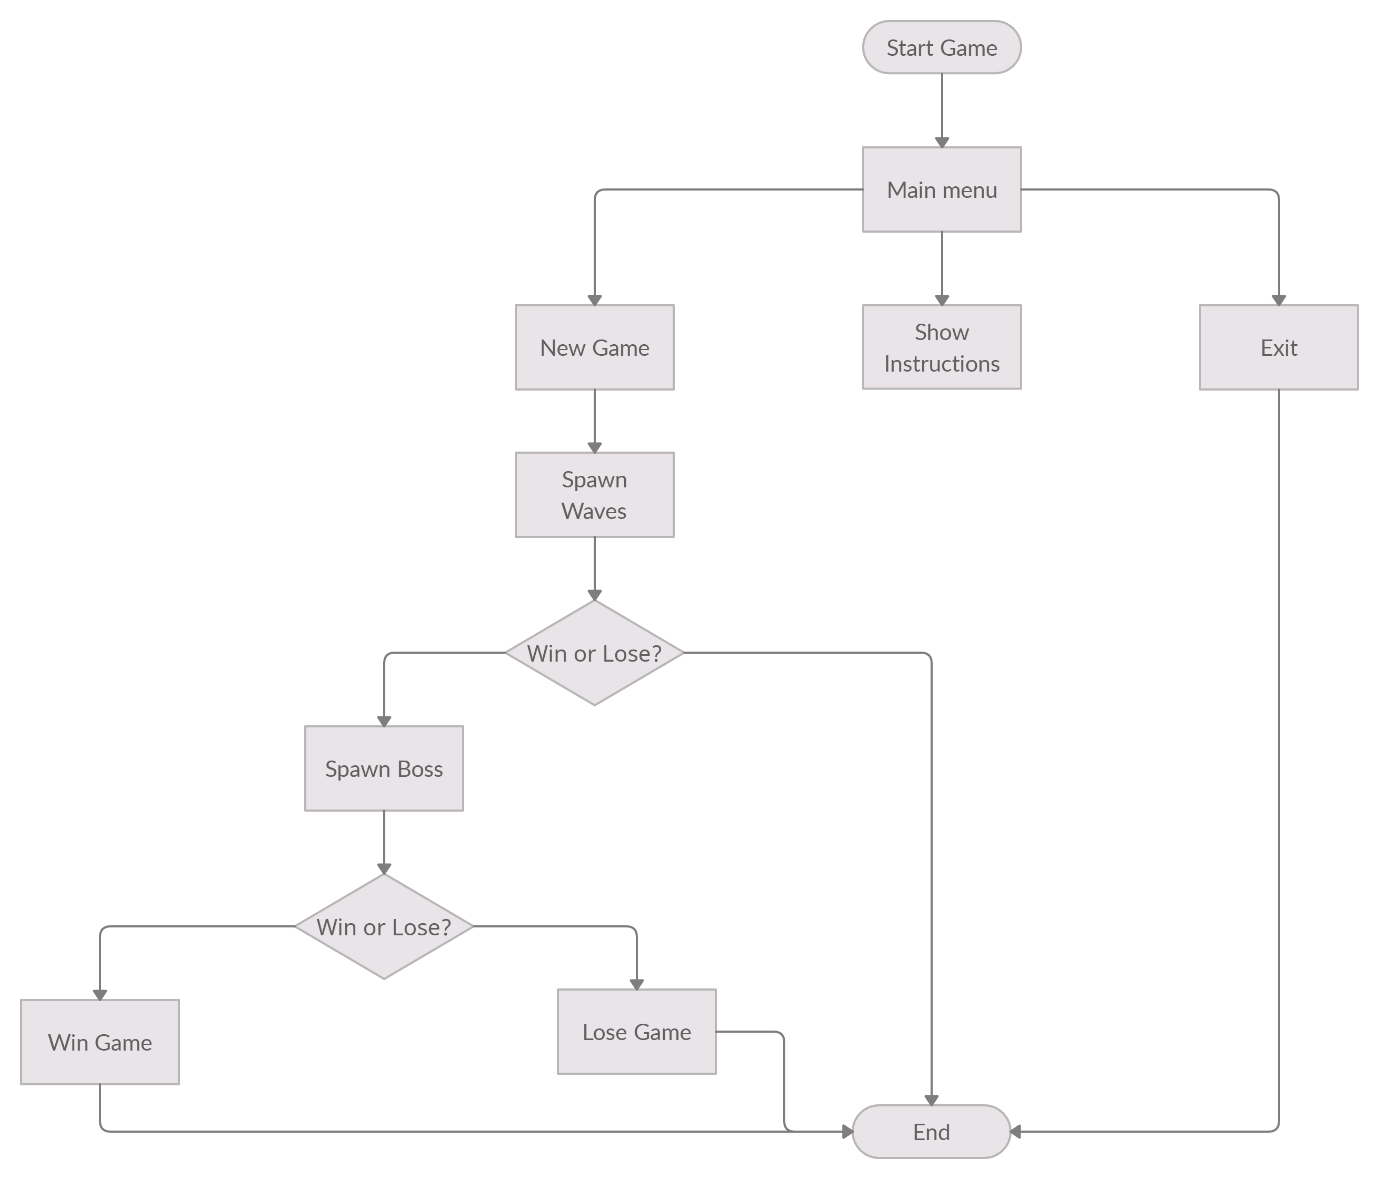 Start Game
Main menu
New Game
Show
Instructions
Exit
Spawn
Waves
Win or Lose?
Spawn Boss
Win or Lose?
Win Game
Lose Game
End